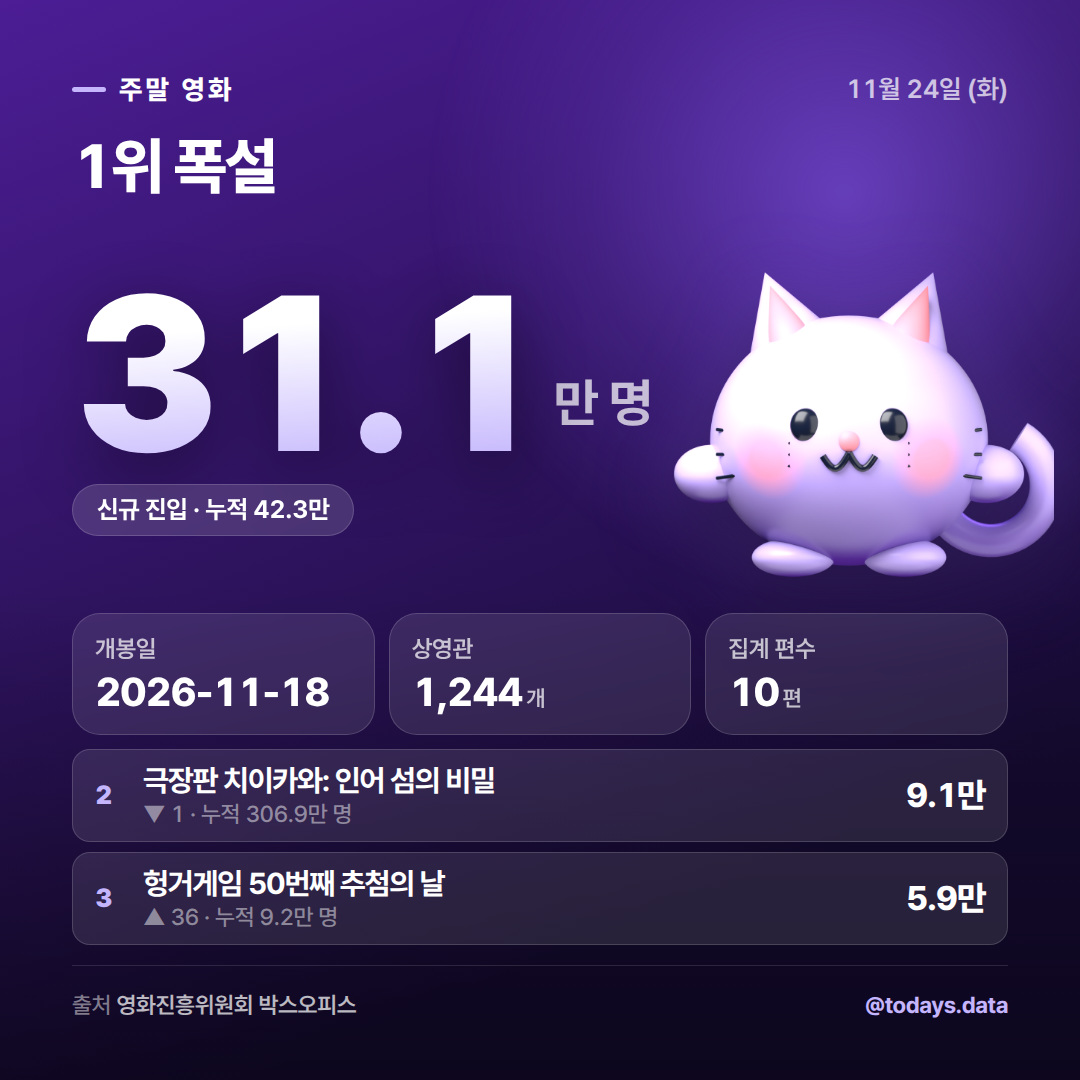 주말 영화
11월 24일 (화)
1위 폭설
31.1 만 명
신규 진입 · 누적 42.3만
개봉일
2026-11-18
상영관
1,244개
집계 편수
10편
2
극장판 치이카와: 인어 섬의 비밀
▼ 1 · 누적 306.9만 명
9.1만
3
헝거게임 50번째 추첨의 날
▲ 36 · 누적 9.2만 명
5.9만
출처 영화진흥위원회 박스오피스
@todays.data